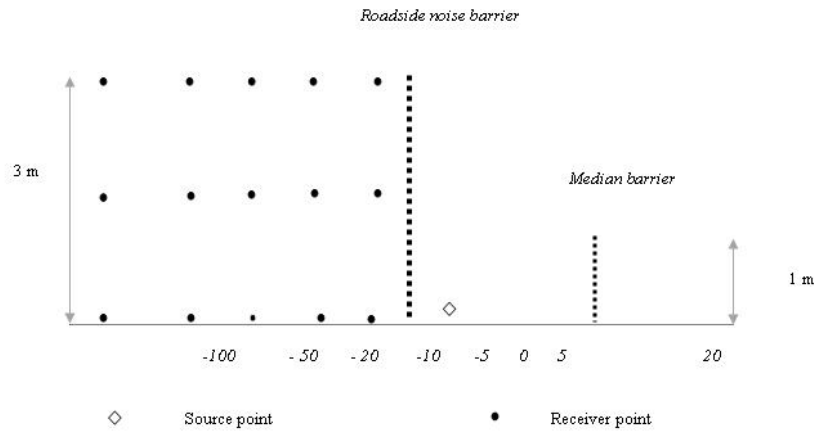 Roadside noise barrier
3 m
Median barrier
1 m
-100 - 50 - 20 -10 -5 0 5 20
Source point Receiver point